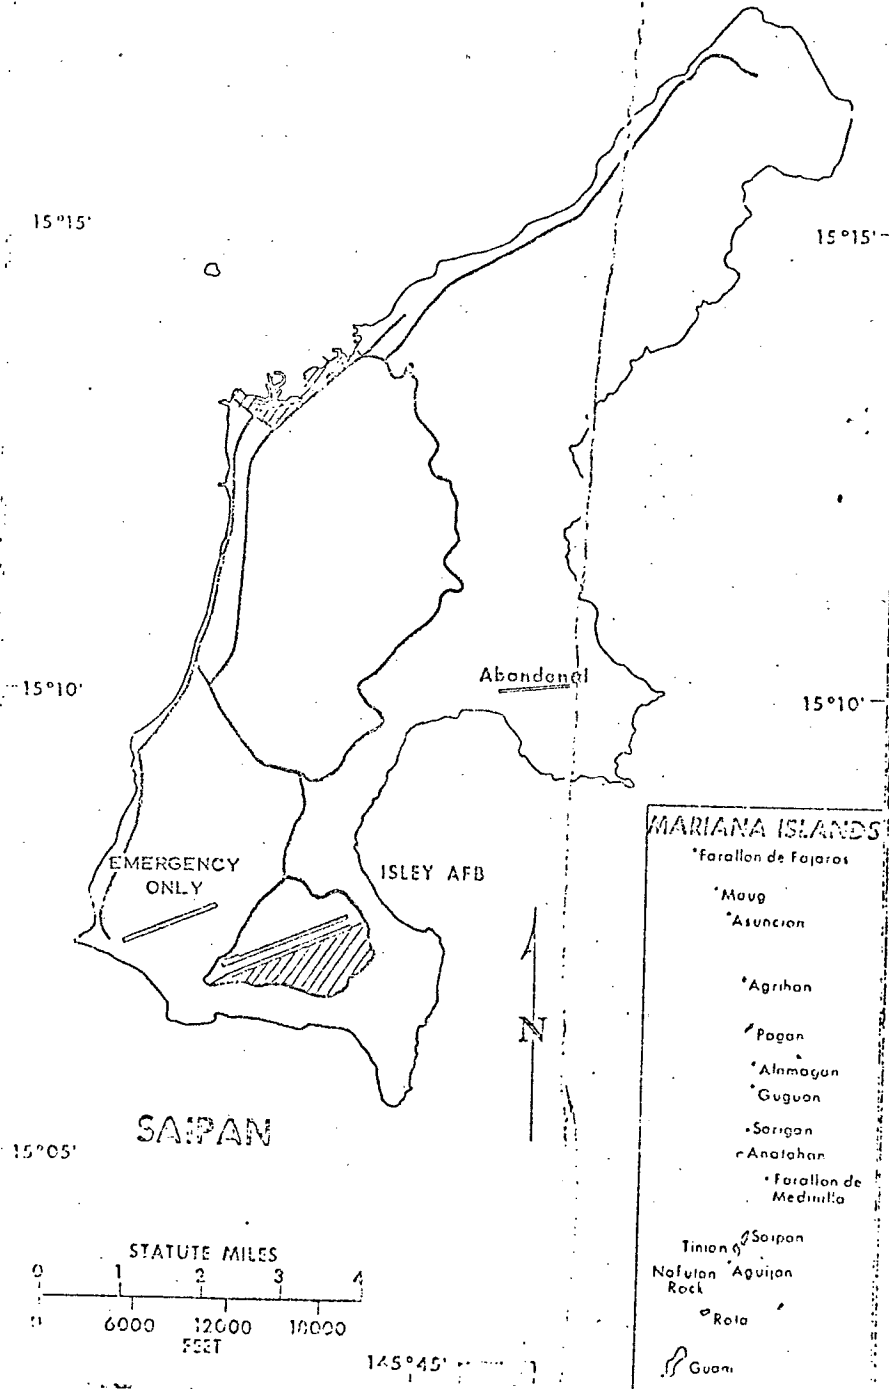 15°15'
15°15'
Abandoned
15°10'
15°10'
MARIANA ISLANDS
Farallon de Pajaros
EMERGENCY
ONLY
ISLEY AFB
Maug
Asuncion
Agrihan
N
Pagan
Alamagan
Guguan
SAIPAN
Sarigan
15°05'
Anatahan
Farallon de
Medinilla
Saipan
Tinian
STATUTE MILES
Aguijan
Nafutan
Rock
0 1 2 3 4
Rota
0 6000 12000 18000
FEET
Guam
145°45'